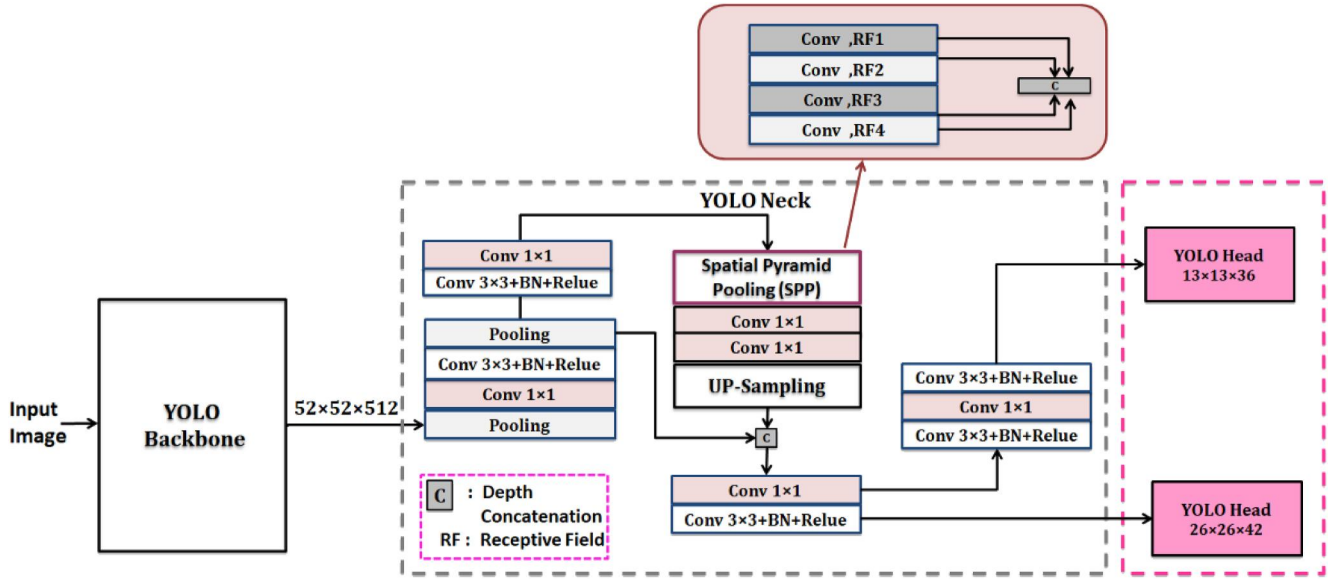 Conv ,RF1
Conv ,RF2
Conv ,RF3
Conv ,RF4
C
YOLO Neck
Conv 1×1
Conv 3×3+BN+Relue
Pooling
Conv 3×3+BN+Relue
Conv 1×1
Pooling
Spatial Pyramid
Pooling (SPP)
Conv 1×1
Conv 1×1
UP-Sampling
C
Conv 1×1
Conv 3×3+BN+Relue
Conv 3×3+BN+Relue
Conv 1×1
Conv 3×3+BN+Relue
YOLO Head
13×13×36
YOLO Head
26×26×42
Input
Image
YOLO
Backbone
52×52×512
C : Depth
Concatenation
RF : Receptive Field